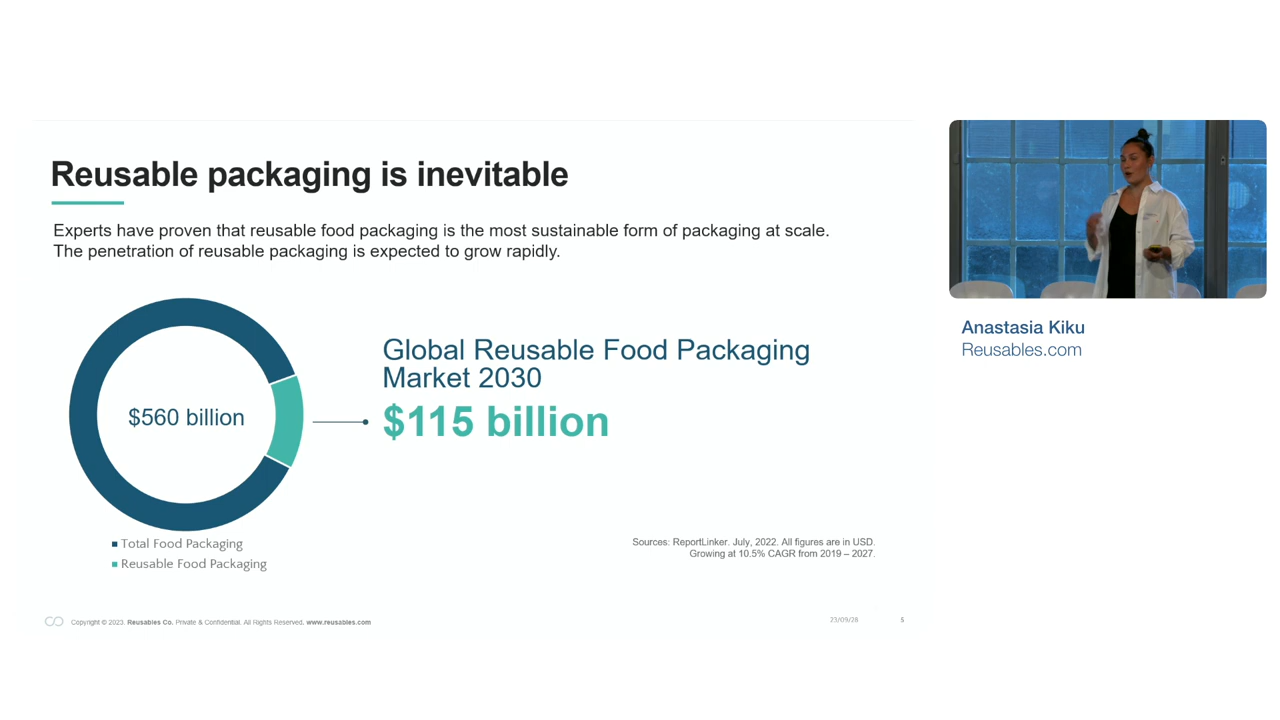 Reusable packaging is inevitable
Experts have proven that reusable food packaging is the most sustainable form of packaging at scale.
The penetration of reusable packaging is expected to grow rapidly.
$560 billion
Global Reusable Food Packaging
Market 2030
$115 billion
Total Food Packaging
Reusable Food Packaging
Sources: ReportLinker. July, 2022. All figures are in USD.
Growing at 10.5% CAGR from 2019 – 2027.
Copyright © 2023. Reusables Co. Private & Confidential. All Rights Reserved. www.reusables.com
23/09/28
5
Anastasia Kiku
Reusables.com